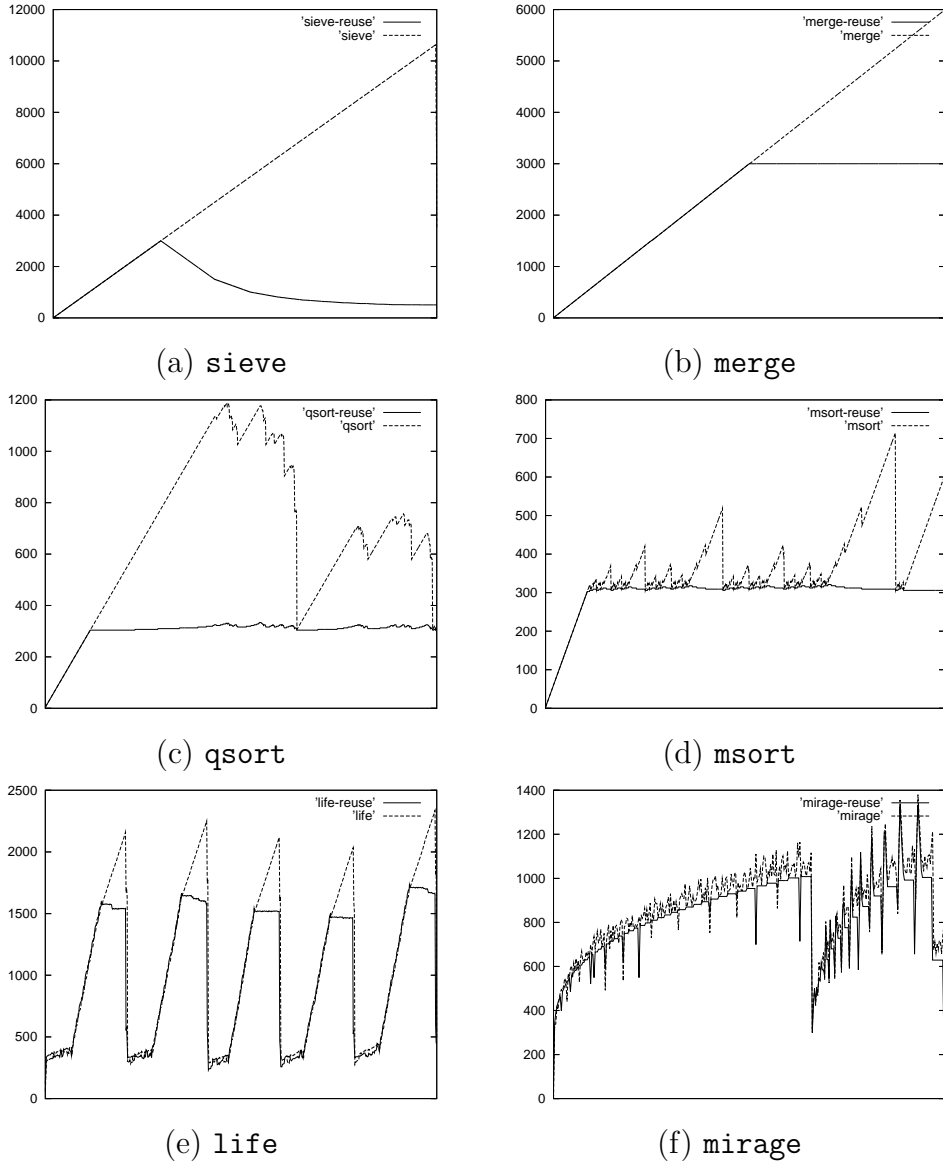 12000
10000
8000
6000
4000
2000
0
'sieve-reuse'
'sieve'
(a) sieve
6000
5000
4000
3000
2000
1000
0
'merge-reuse'
'merge'
(b) merge
1200
1000
800
600
400
200
0
'qsort-reuse'
'qsort'
(c) qsort
800
700
600
500
400
300
200
100
0
'msort-reuse'
'msort'
(d) msort
2500
2000
1500
1000
500
0
'life-reuse'
'life'
(e) life
1400
1200
1000
800
600
400
200
0
'mirage-reuse'
'mirage'
(f) mirage